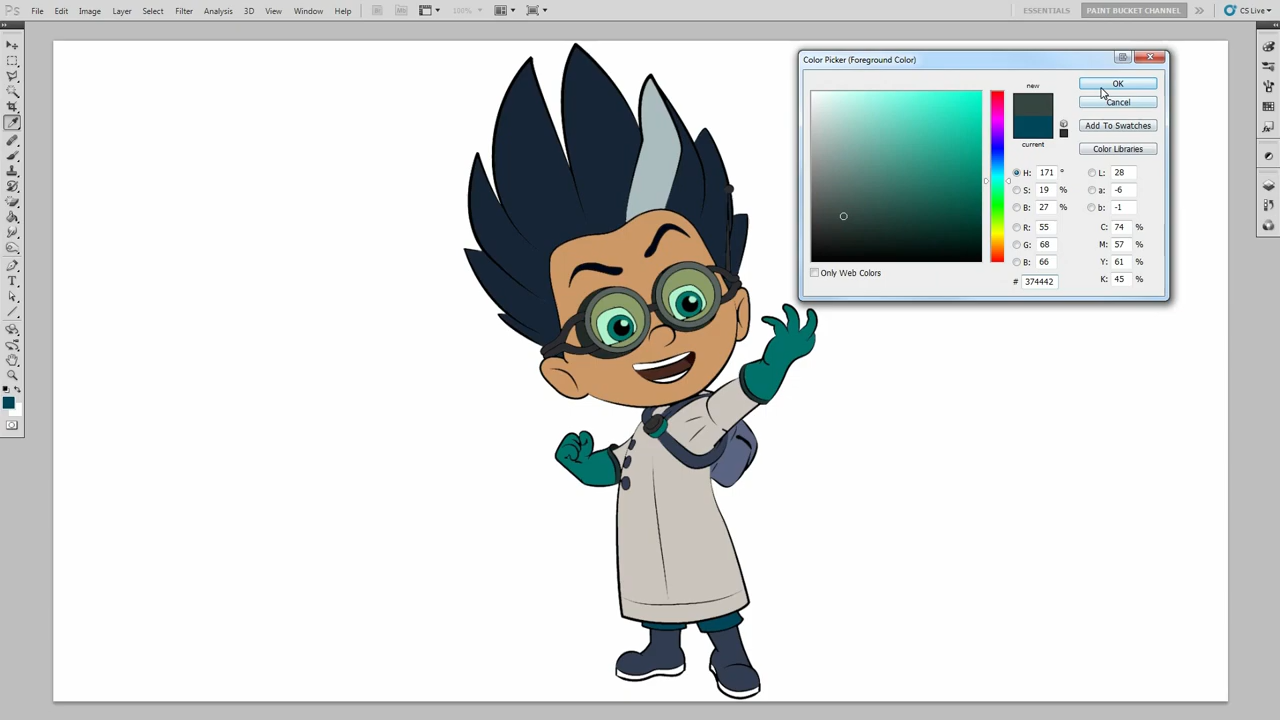 Ps File Edit Image Layer Select Filter Analysis 3D View Window Help 100% ESSENTIALS PAINT BUCKET CHANNEL CS Live
Color Picker (Foreground Color)
new
current
OK
Cancel
Add To Swatches
Color Libraries
H: 171 ° L: 28
S: 19 % a: -6
B: 27 % b: -1
R: 55 C: 74 %
G: 68 M: 57 %
B: 66 Y: 61 %
# 374442 K: 45 %
Only Web Colors